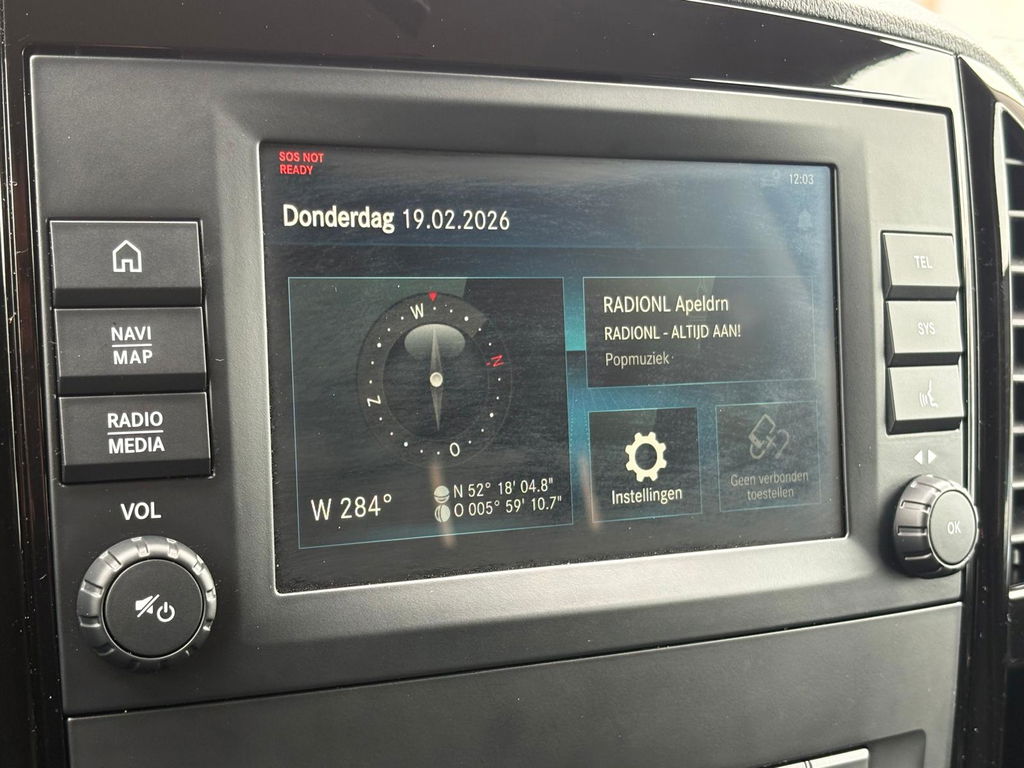 SOS NOT
READY
12:03
Donderdag 19.02.2026
NAVI
MAP
RADIO
MEDIA
VOL
W
N
Z
O
W 284°
N 52° 18' 04.8"
O 005° 59' 10.7"
RADIONL Apeldrn
RADIONL - ALTIJD AAN!
Popmuziek
Instellingen
Geen verbonden
toestellen
TEL
SYS
OK